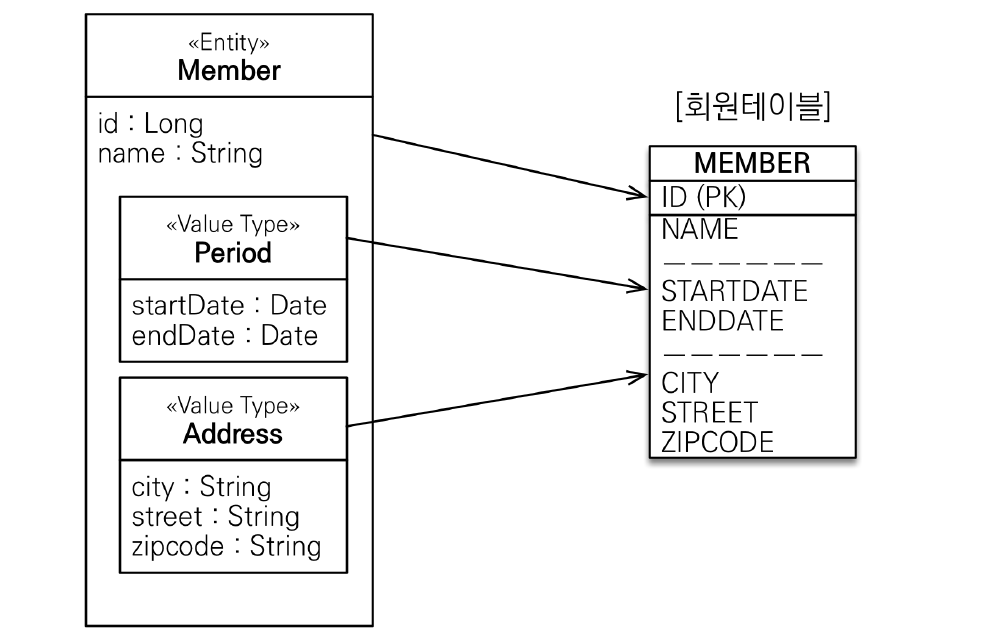 «Entity»
Member
id : Long
name : String
«Value Type»
Period
startDate : Date
endDate : Date
«Value Type»
Address
city : String
street : String
zipcode : String
[회원테이블]
MEMBER
ID (PK)
NAME
STARTDATE
ENDDATE
CITY
STREET
ZIPCODE